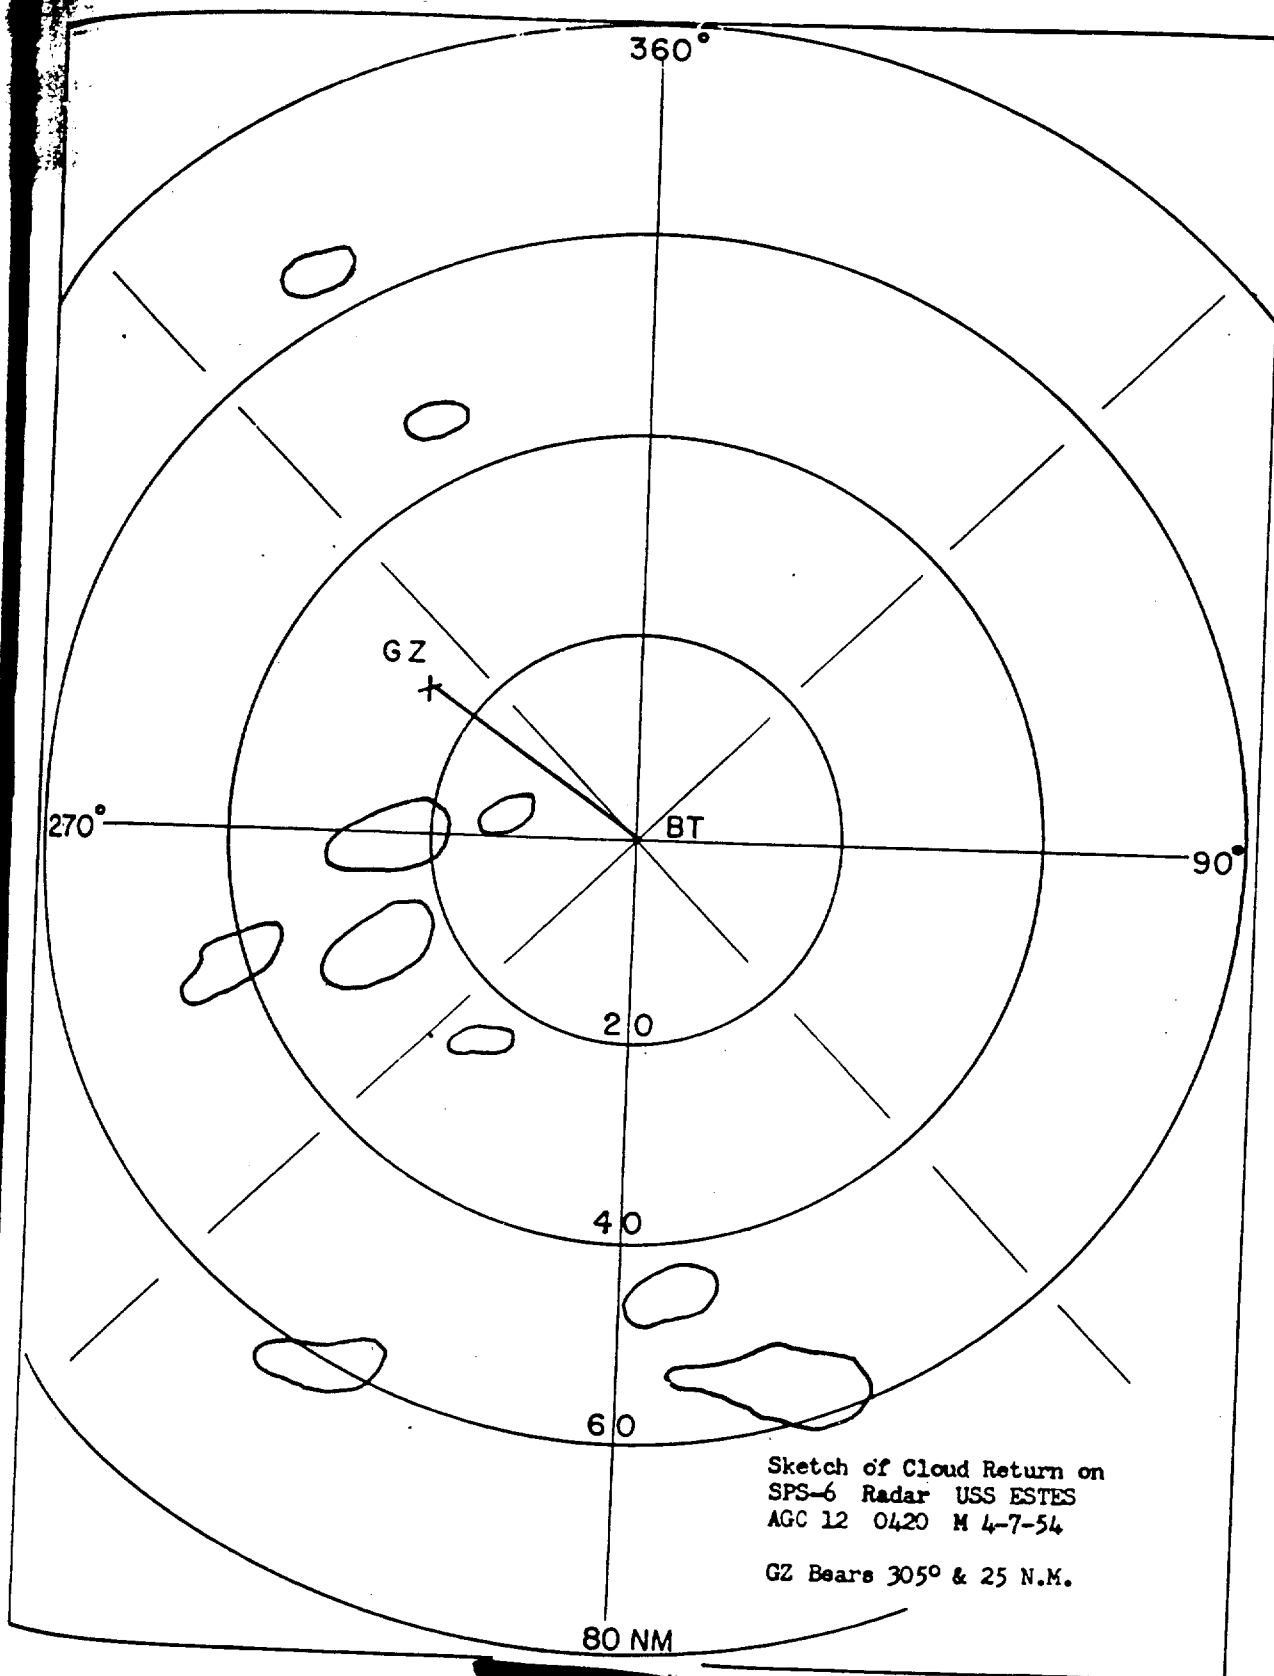 360°
GZ
270°
BT
90°
20
40
60
Sketch of Cloud Return on
SPS-6 Radar USS ESTES
AGC 12 0420 M 4-7-54
GZ Bears 305° & 25 N.M.
80 NM